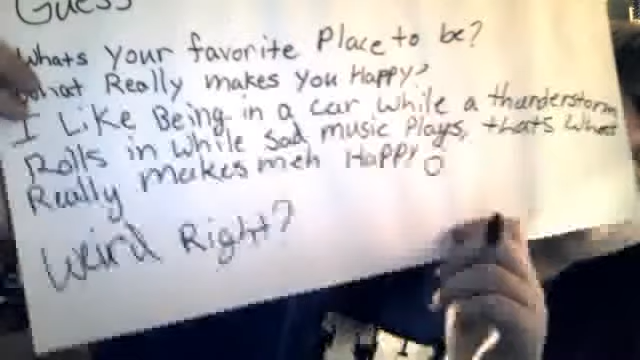 Guess
Whats your favorite Place to be?
What Really makes you Happy?
I Like Being in a car while a thunderstorm
Rolls in while Sad music Plays, thats What
Really makes meh Happy
Weird Right?